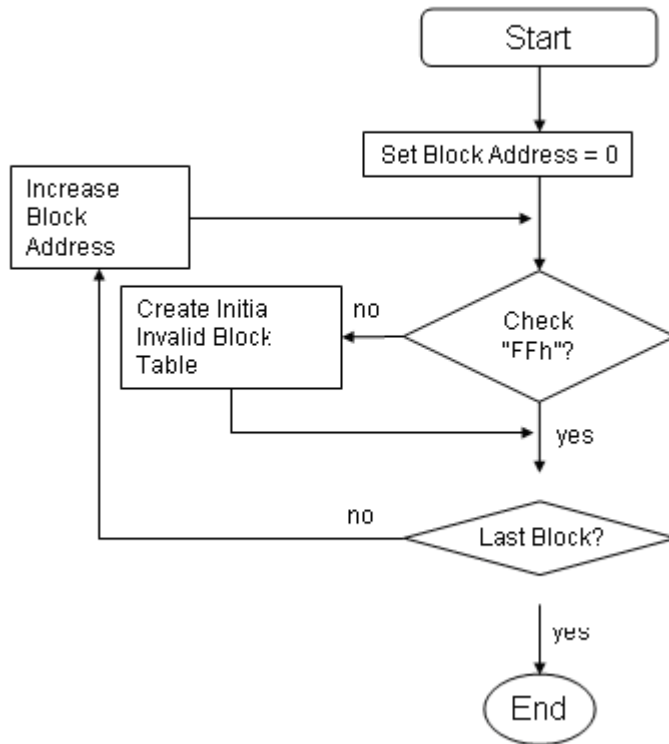 Start
Set Block Address = 0
Increase
Block
Address
Create Initia
Invalid Block
Table
no
Check
"FFh"?
yes
no
Last Block?
yes
End